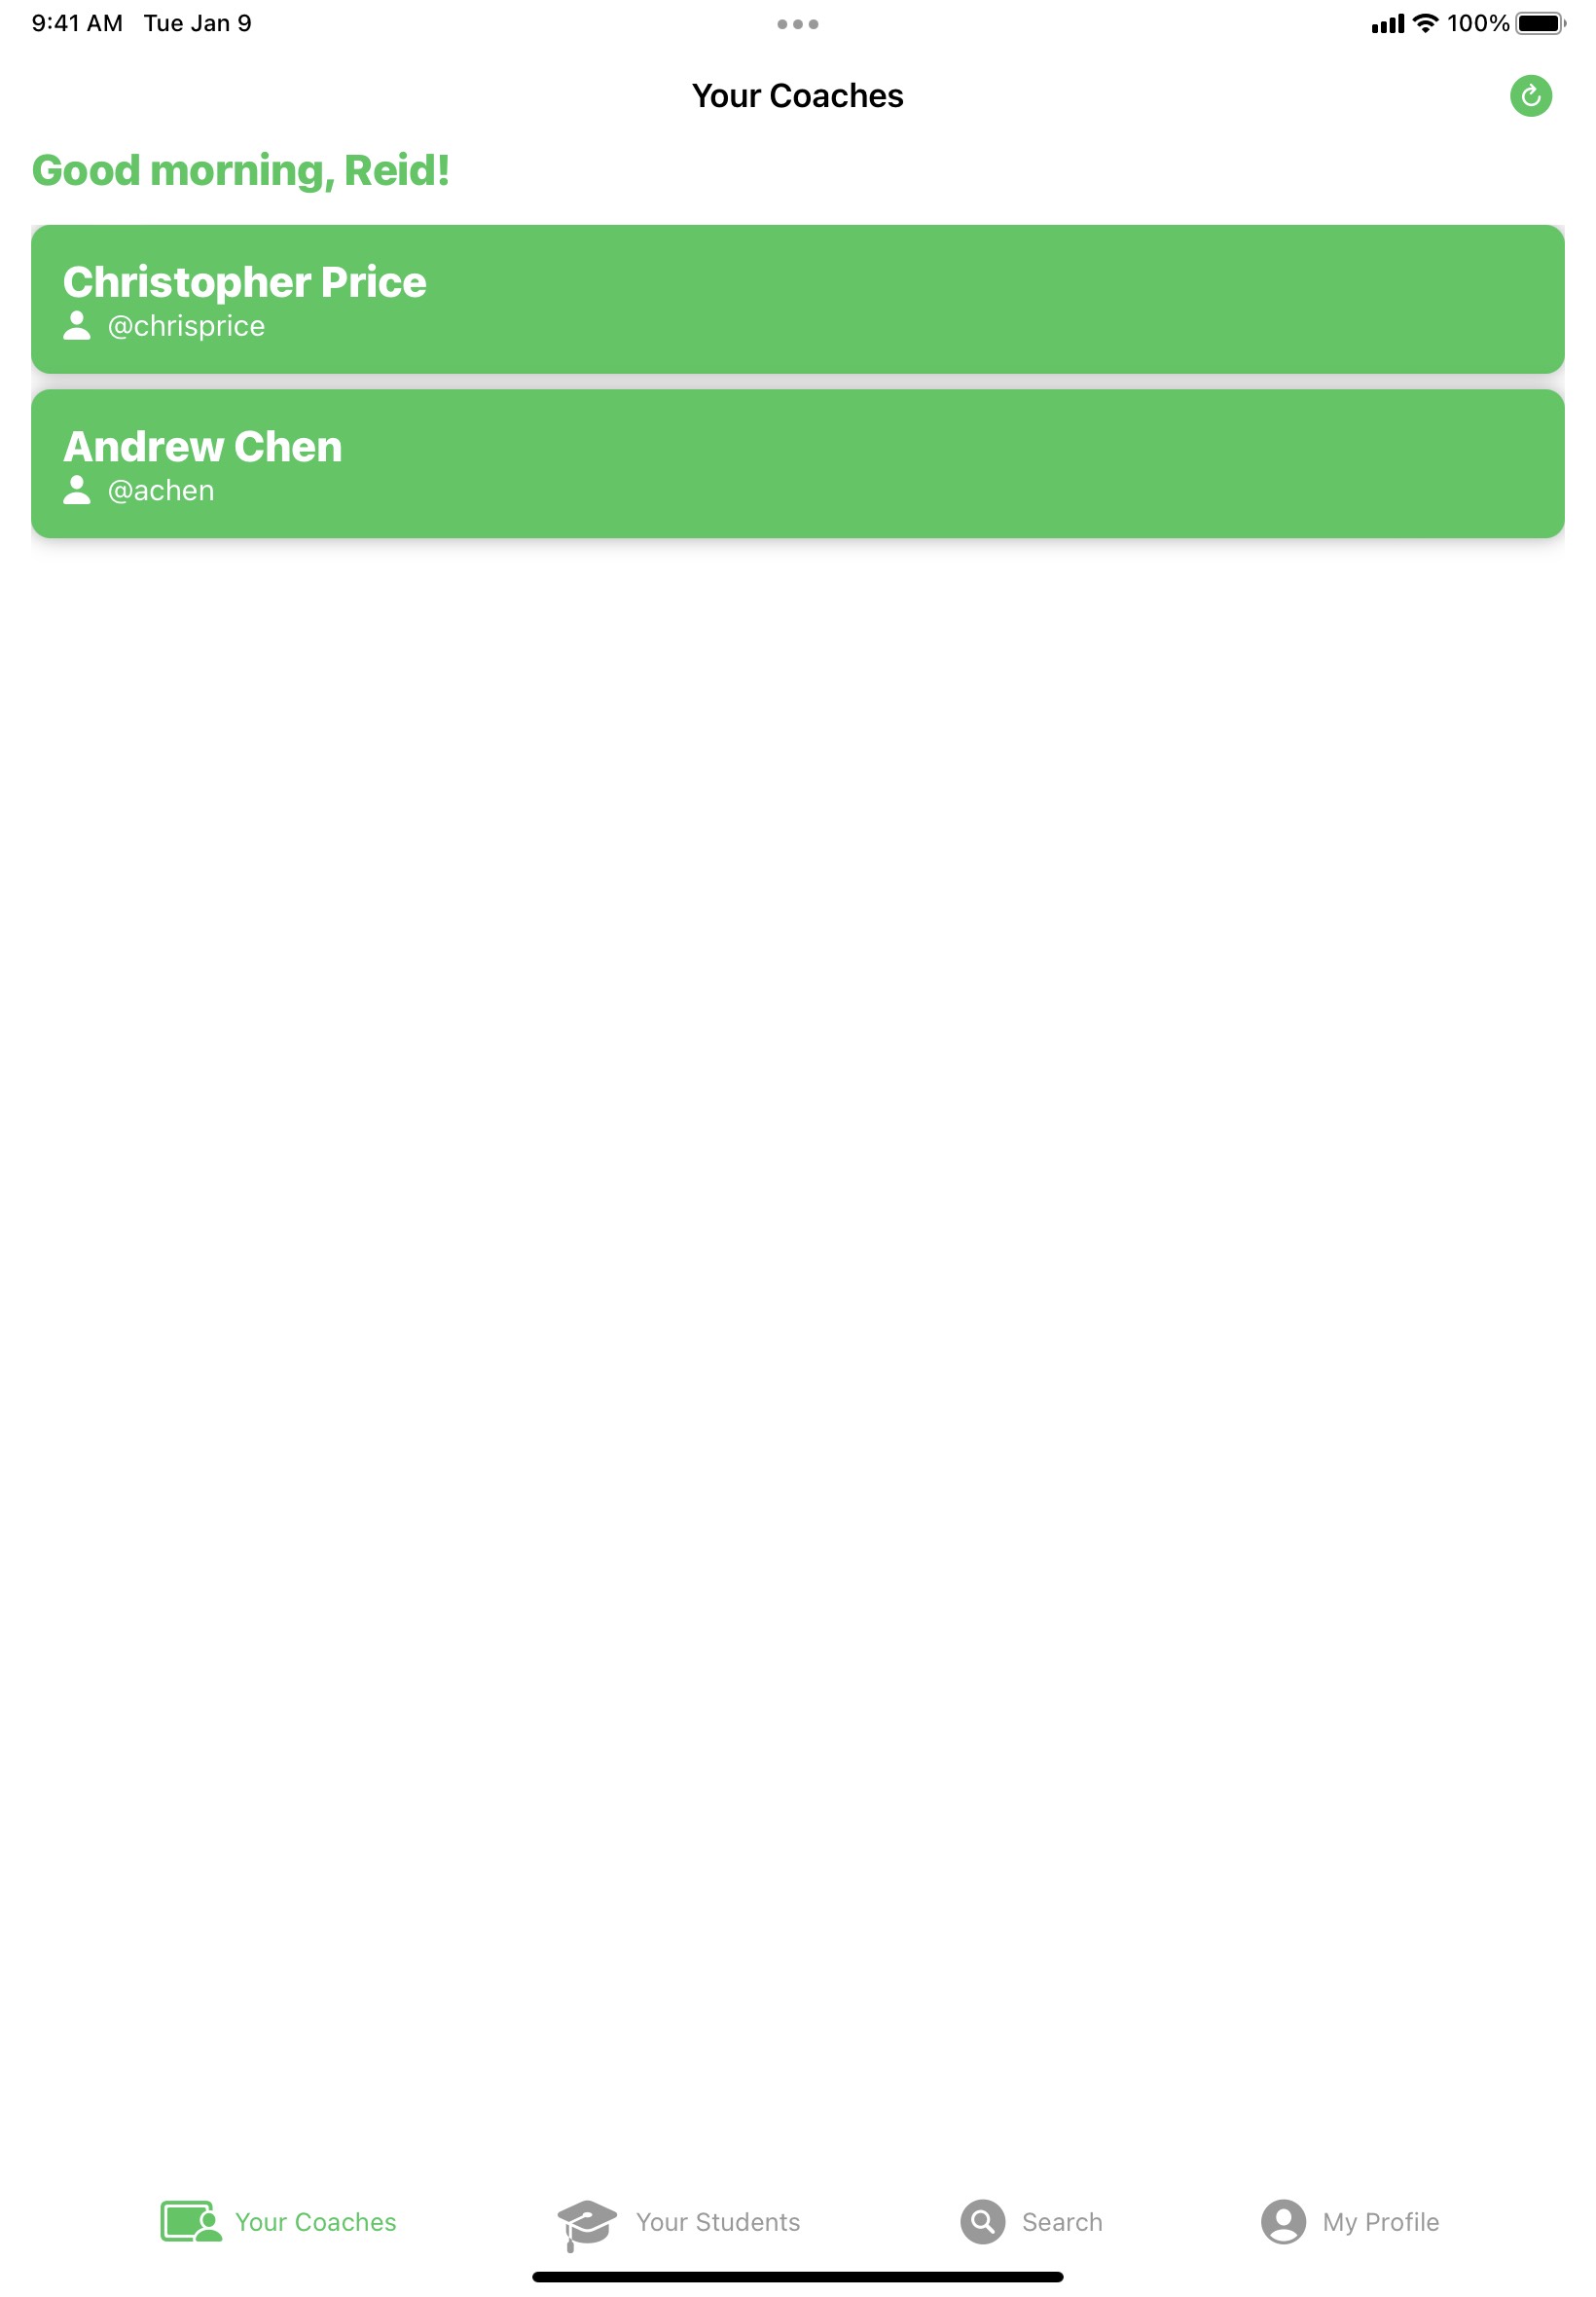 9:41 AM Tue Jan 9 100%
Your Coaches
Good morning, Reid!
Christopher Price
@chrisprice
Andrew Chen
@achen
Your Coaches Your Students Search My Profile